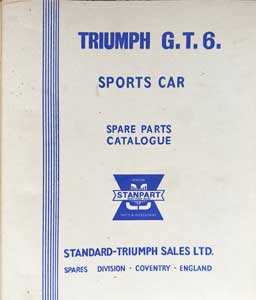 TRIUMPH G.T.6.
SPORTS CAR
SPARE PARTS
CATALOGUE
STANPART
STANDARD-TRIUMPH SALES LTD.
SPARES DIVISION - COVENTRY - ENGLAND